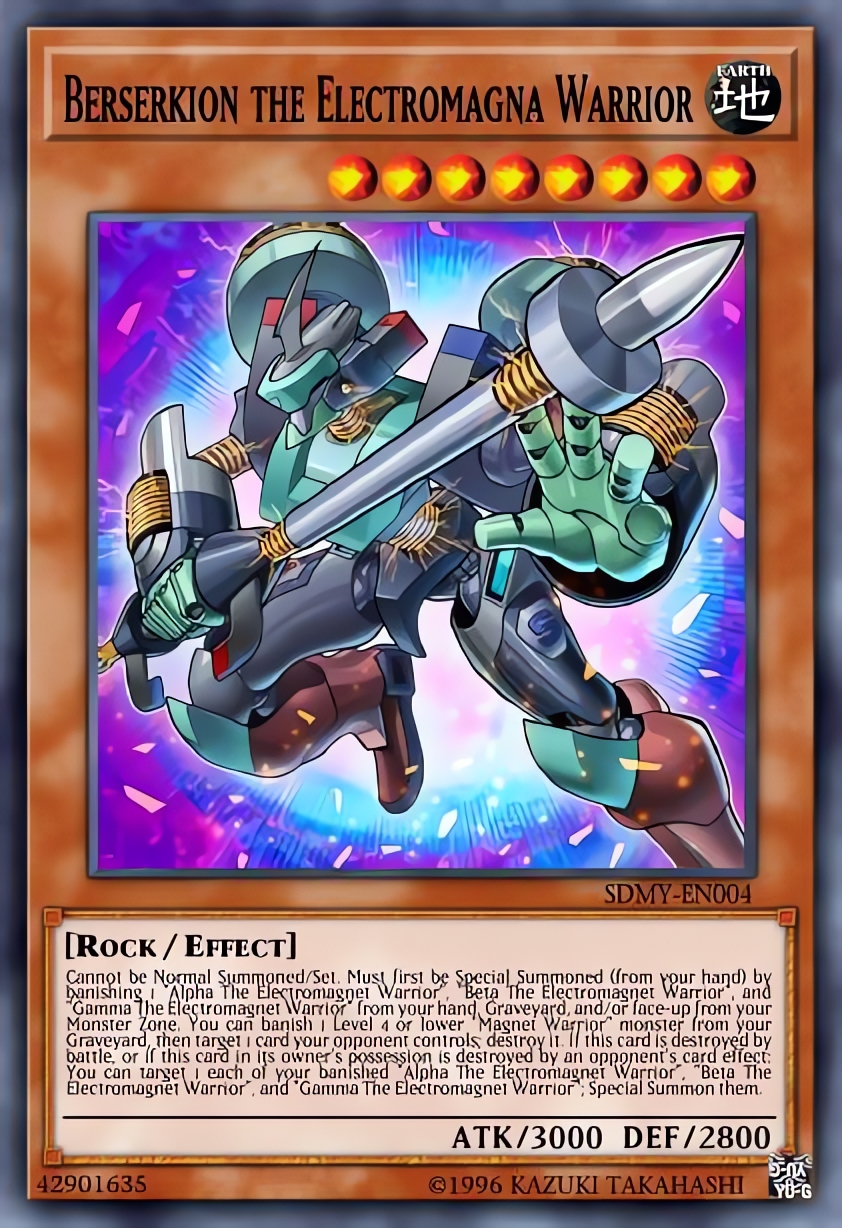 Berserkion the Electromagna Warrior
EARTH
地
SDMY-EN004
[Rock / Effect]
Cannot be Normal Summoned/Set. Must first be Special Summoned (from your hand) by
banishing 1 "Alpha The Electromagnet Warrior", "Beta The Electromagnet Warrior", and
"Gamma The Electromagnet Warrior" from your hand, Graveyard, and/or face-up from your
Monster Zone. You can banish 1 Level 4 or lower "Magnet Warrior" monster from your
Graveyard, then target 1 card your opponent controls; destroy it. If this card is destroyed by
battle, or if this card in its owner's possession is destroyed by an opponent's card effect:
You can target 1 each of your banished "Alpha The Electromagnet Warrior", "Beta The
Electromagnet Warrior", and "Gamma The Electromagnet Warrior"; Special Summon them.
ATK/3000 DEF/2800
42901635
©1996 KAZUKI TAKAHASHI